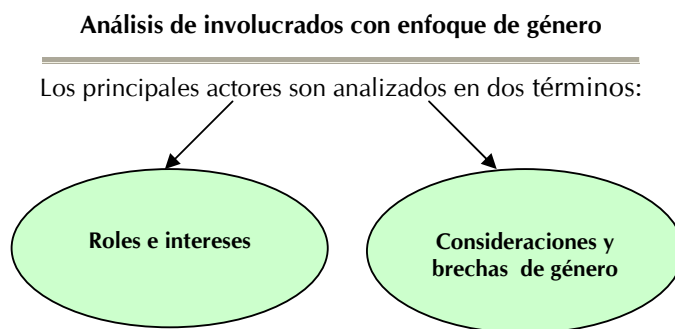 Análisis de involucrados con enfoque de género
Los principales actores son analizados en dos términos:
Roles e intereses
Consideraciones y
brechas de género